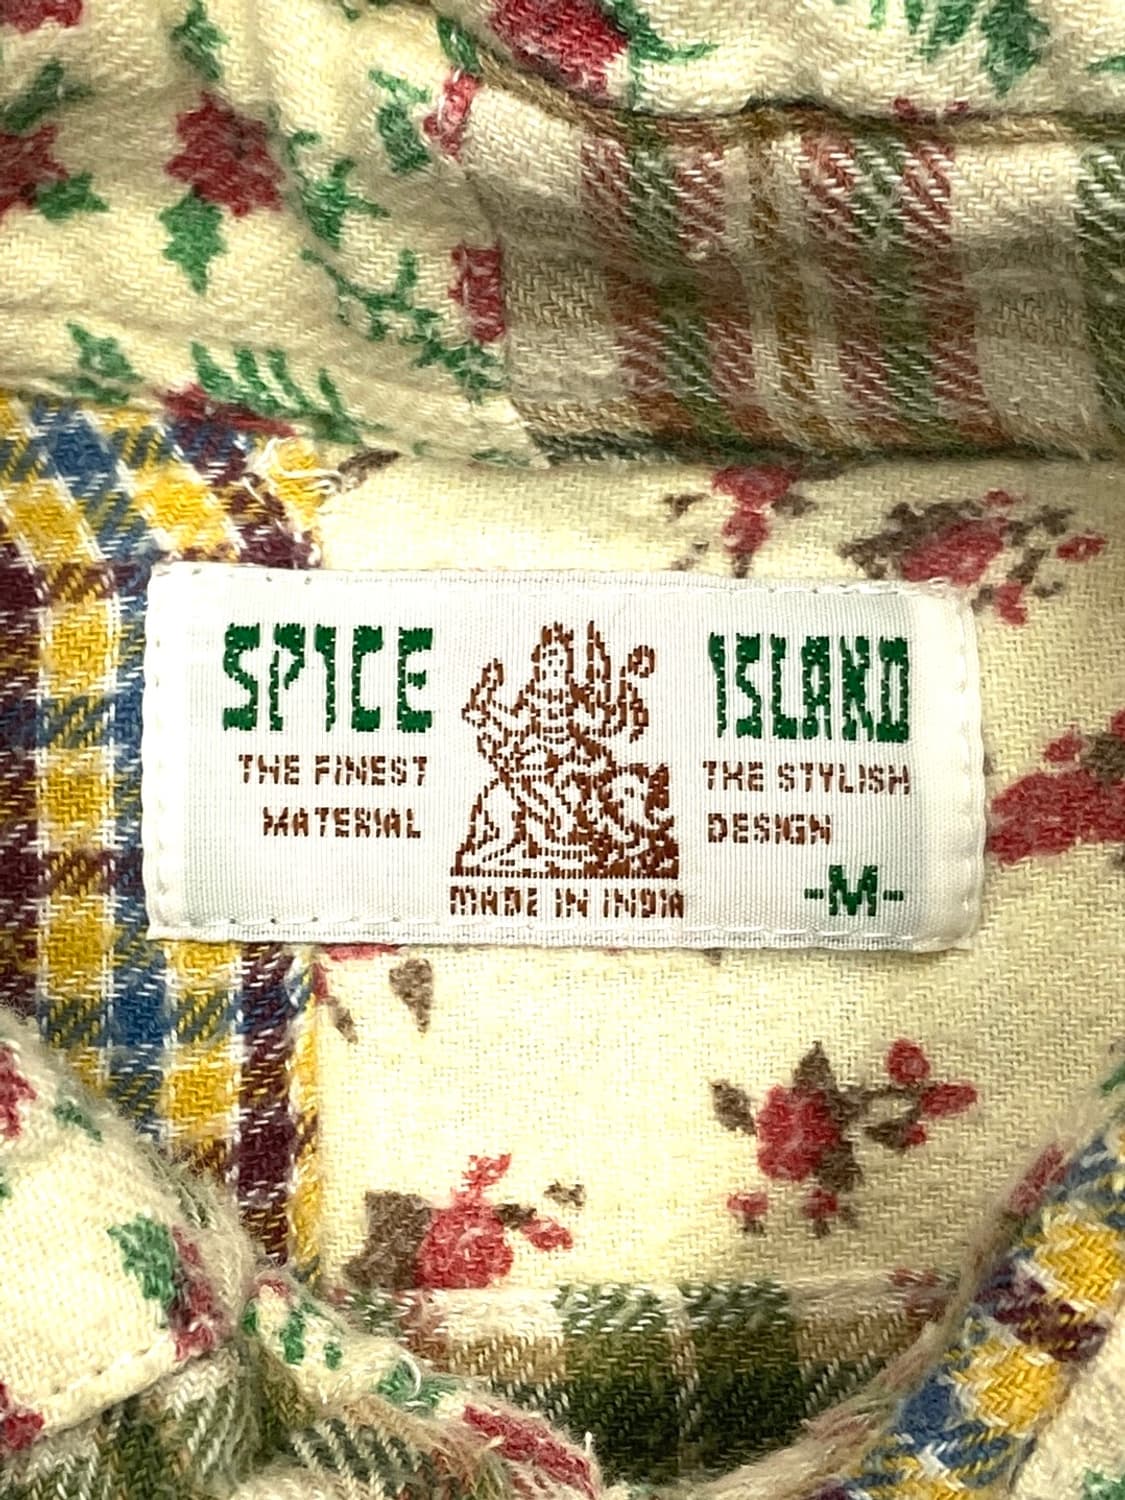 SPICE ISLAND
THE FINEST THE STYLISH
MATERIAL DESIGN
-M-
MADE IN INDIA